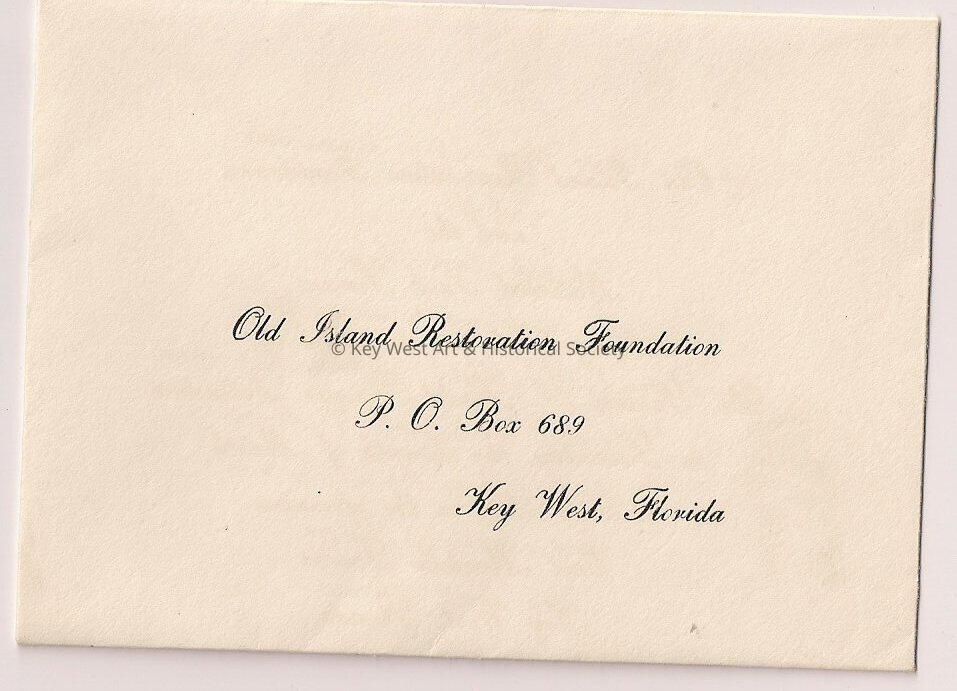 Old Island Restoration Foundation
© Key West Art & Historical Society
P. O. Box 689
Key West, Florida